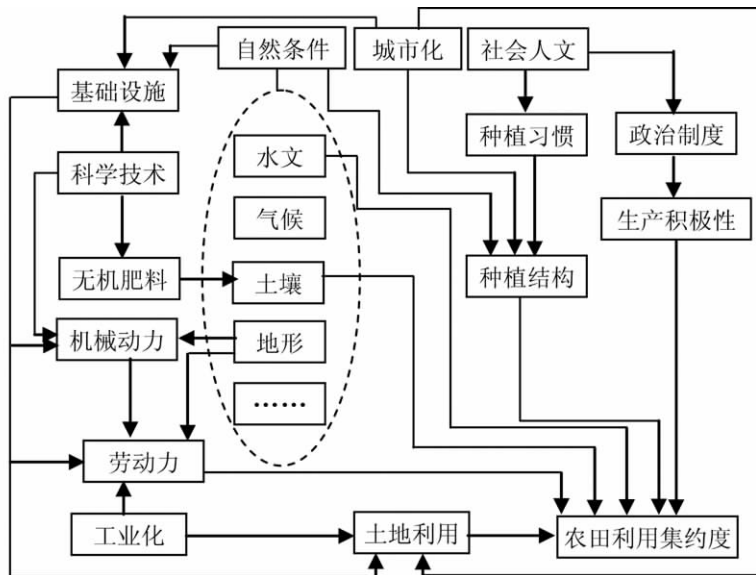 自然条件
城市化
社会人文
基础设施
种植习惯
政治制度
水文
科学技术
气候
生产积极性
无机肥料
土壤
种植结构
机械动力
地形
……
劳动力
工业化
土地利用
农田利用集约度